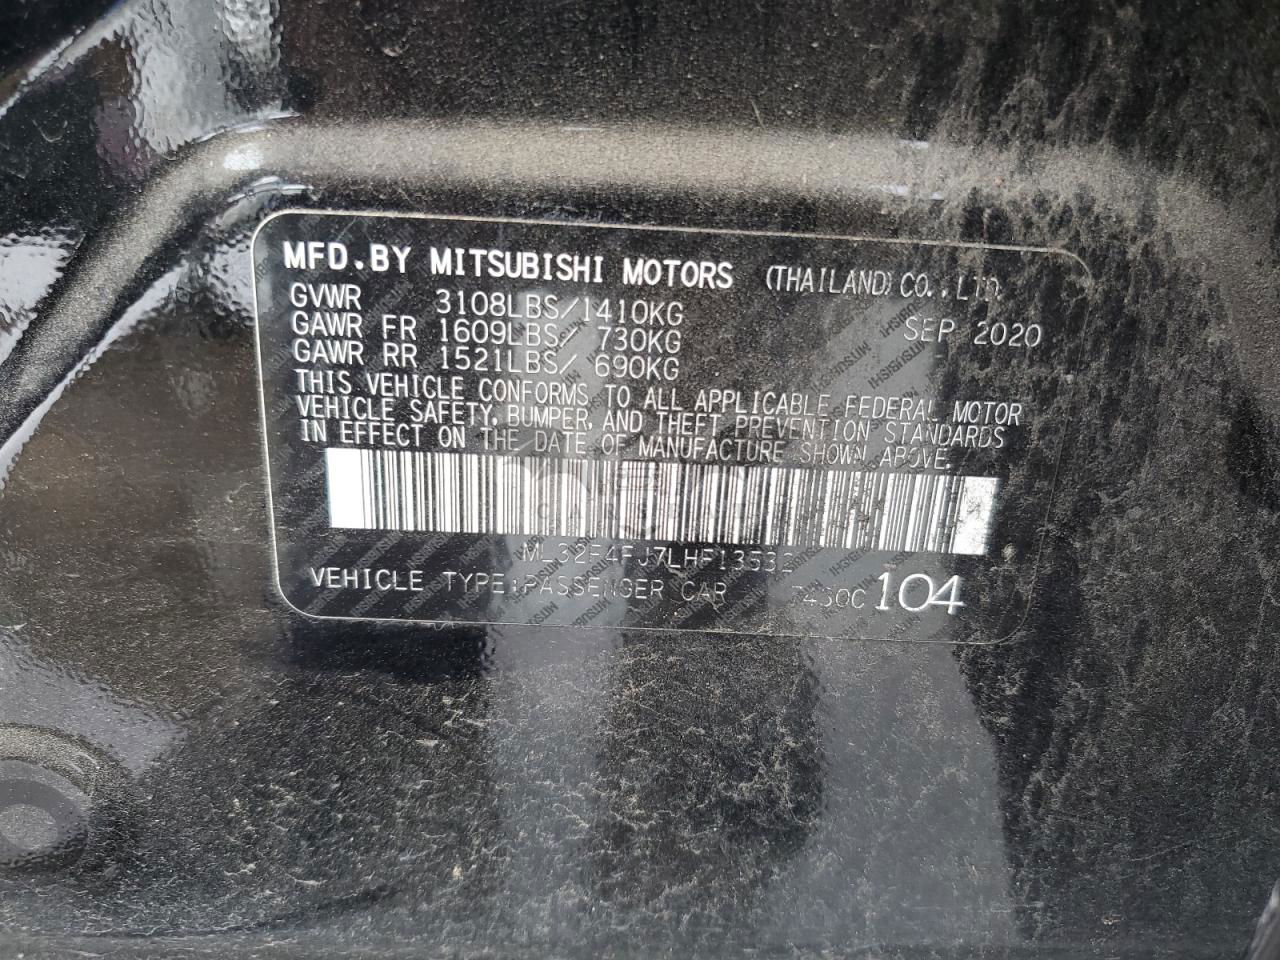 MFD.BY MITSUBISHI MOTORS (THAILAND) CO.,LTD.
GVWR 3108LBS/1410KG SEP 2020
GAWR FR 1609LBS/ 730KG
GAWR RR 1521LBS/ 690KG
THIS VEHICLE CONFORMS TO ALL APPLICABLE FEDERAL MOTOR
VEHICLE SAFETY, BUMPER, AND THEFT PREVENTION STANDARDS
IN EFFECT ON THE DATE OF MANUFACTURE SHOWN ABOVE.
VEHICLE TYPE:PASSENGER CAR 104